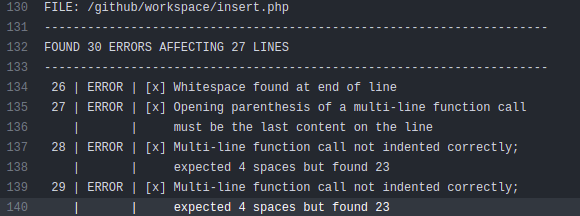 130 FILE: /github/workspace/insert.php
131 ----------------------------------------------------------------------
132 FOUND 30 ERRORS AFFECTING 27 LINES
133 ----------------------------------------------------------------------
134  26 | ERROR | [x] Whitespace found at end of line
135  27 | ERROR | [x] Opening parenthesis of a multi-line function call
136     |       |     must be the last content on the line
137  28 | ERROR | [x] Multi-line function call not indented correctly;
138     |       |     expected 4 spaces but found 23
139  29 | ERROR | [x] Multi-line function call not indented correctly;
140     |       |     expected 4 spaces but found 23